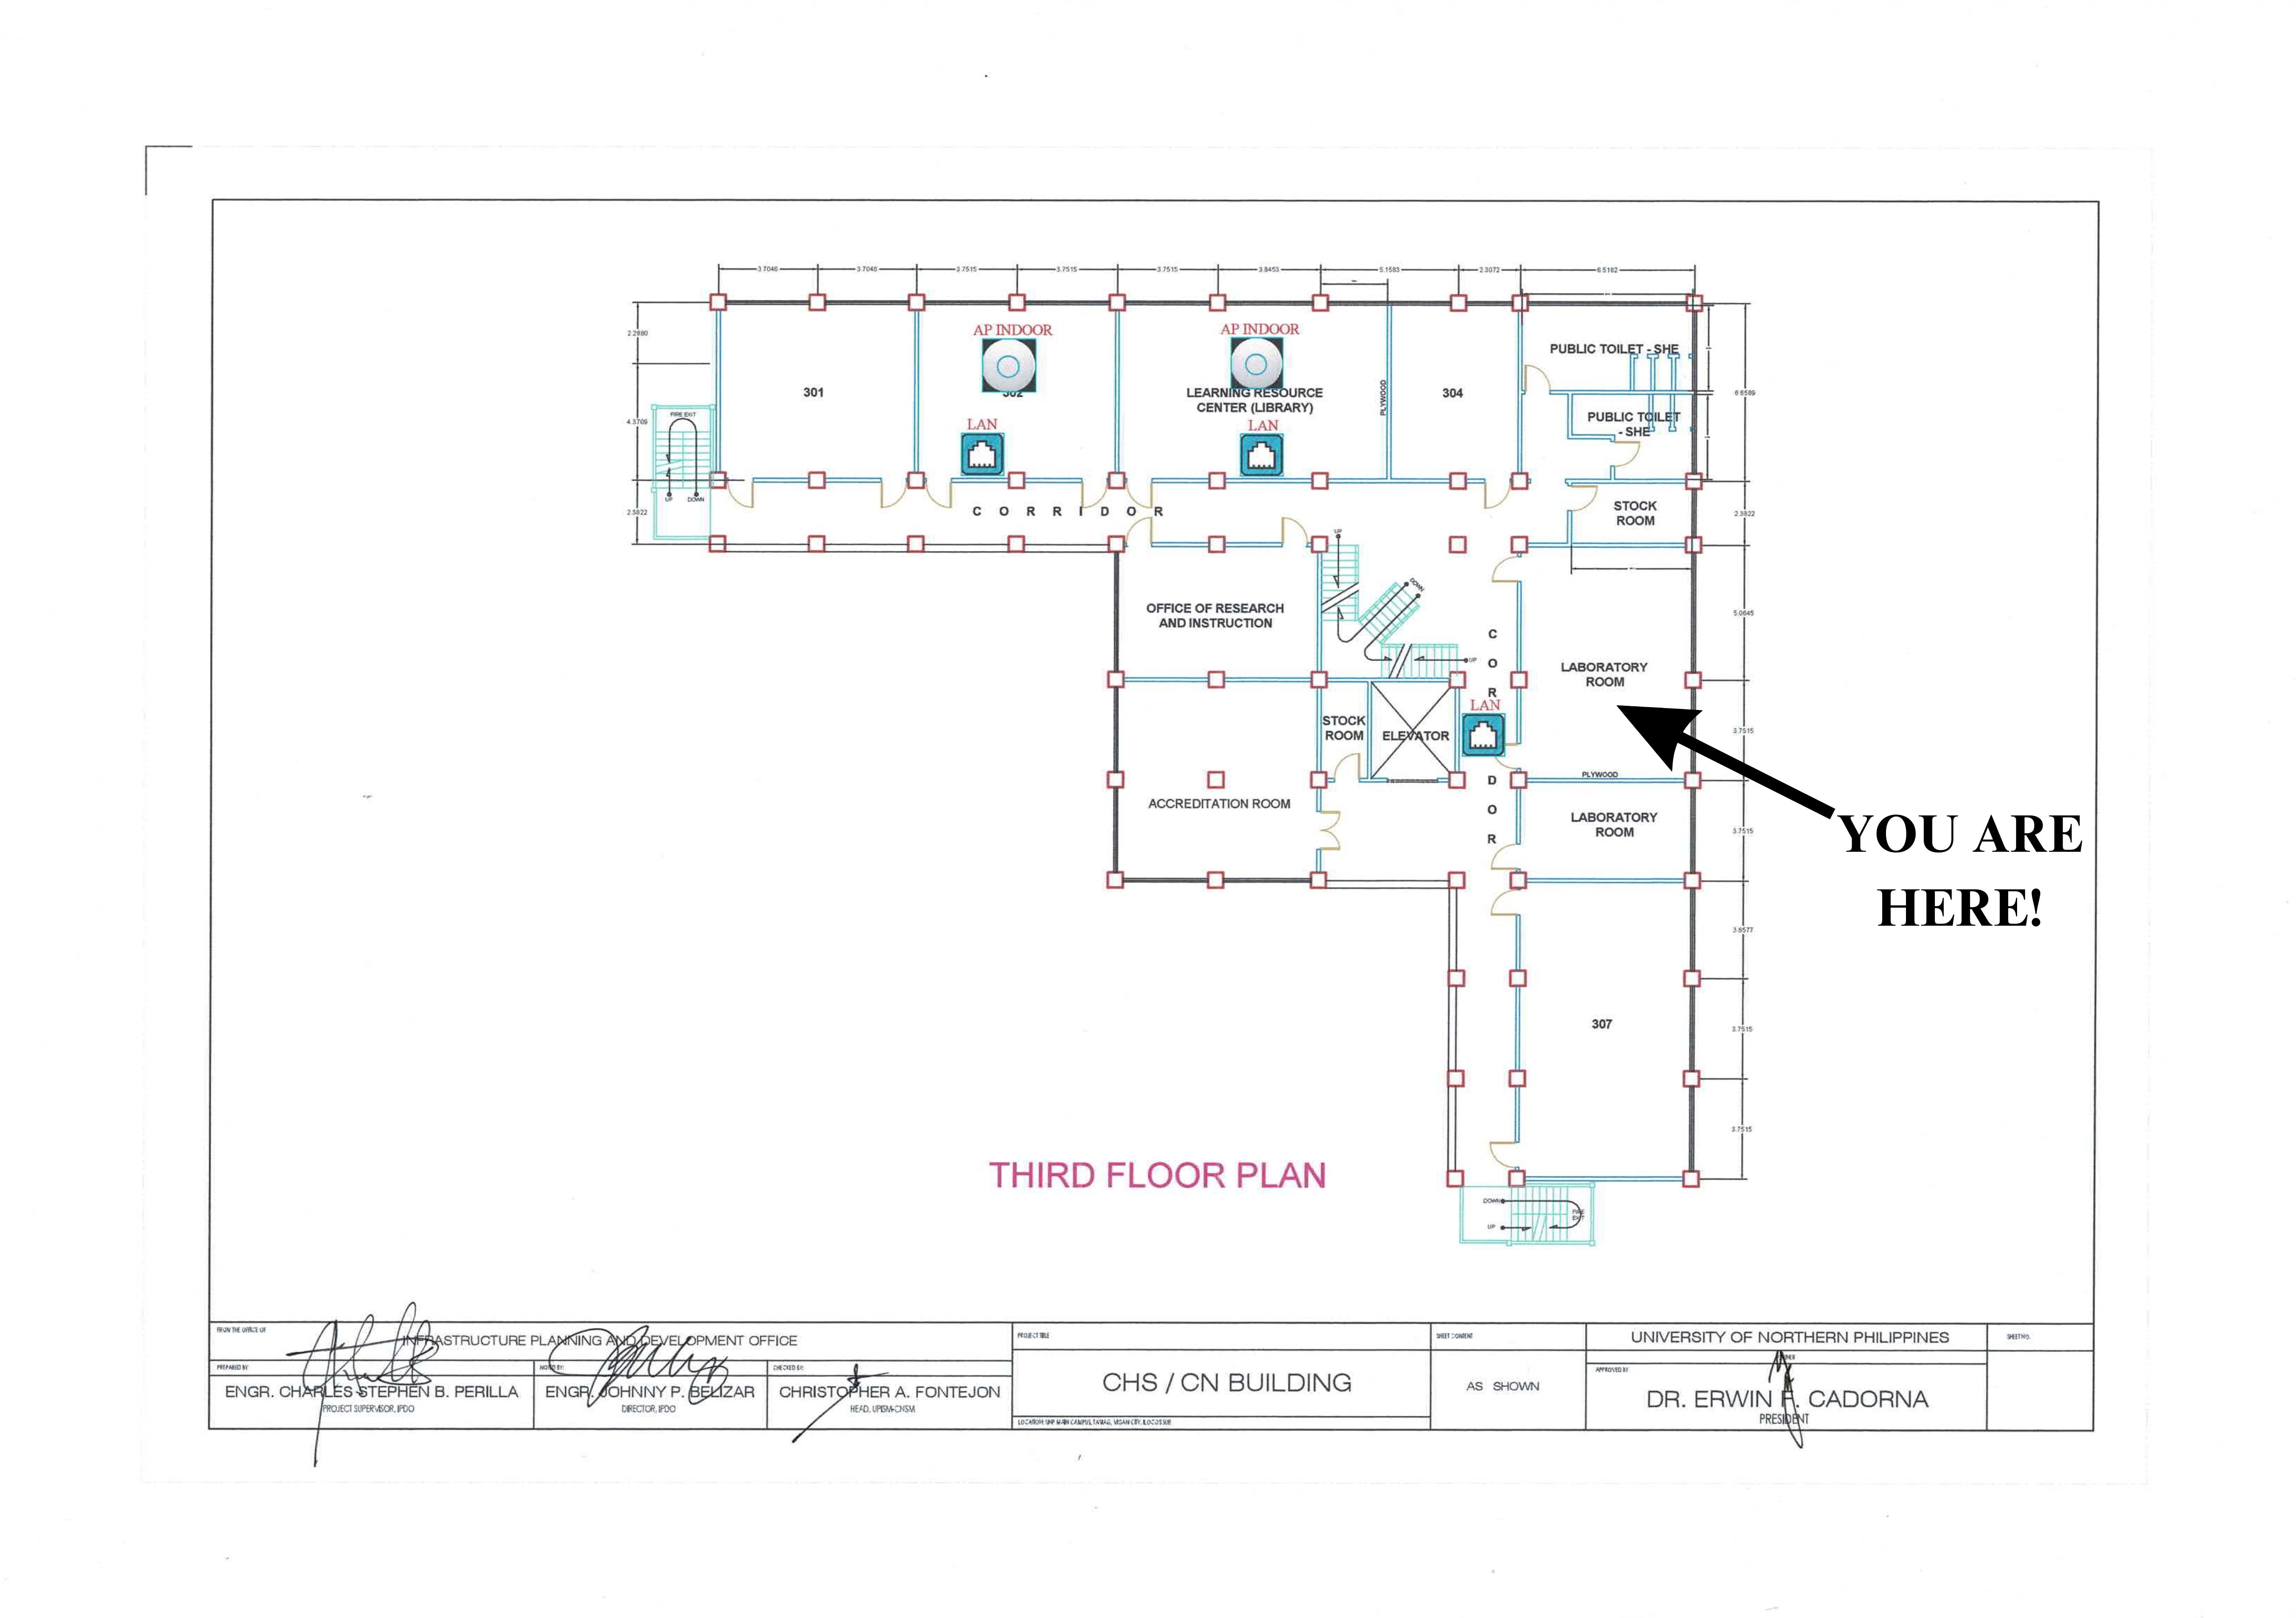 3.7046
3.7046
3.7515
3.7515
3.7515
3.8453
5.1583
2.3072
6.5182
2.2880
4.3709
2.3822
6.6589
2.3822
5.0645
3.7515
3.7515
3.6577
3.7515
3.7515
AP INDOOR
AP INDOOR
301
302
LEARNING RESOURCE
CENTER (LIBRARY)
PLYWOOD
304
PUBLIC TOILET - SHE
PUBLIC TOILET
- SHE
LAN
LAN
FIRE EXIT
UP
DOWN
CORRIDOR
STOCK
ROOM
UP
DOWN
UP
OFFICE OF RESEARCH
AND INSTRUCTION
CORRDOR
LABORATORY
ROOM
LAN
STOCK
ROOM
ELEVATOR
PLYWOOD
ACCREDITATION ROOM
LABORATORY
ROOM
YOU ARE
HERE!
307
THIRD FLOOR PLAN
DOWN
UP
FIRE
EXIT
FROM THE OFFICE OF
INFRASTRUCTURE PLANNING AND DEVELOPMENT OFFICE
PREPARED BY:
ENGR. CHARLES STEPHEN B. PERILLA
PROJECT SUPERVISOR, IPDO
NOTED BY:
ENGR. JOHNNY P. BELIZAR
DIRECTOR, IPDO
CHECKED BY:
CHRISTOPHER A. FONTEJON
HEAD, UPISM-CNSM
PROJECT TITLE
CHS / CN BUILDING
LOCATION: UNP MAIN CAMPUS, TAMAG, VIGAN CITY, ILOCOS SUR
SHEET CONTENT
AS SHOWN
UNIVERSITY OF NORTHERN PHILIPPINES
OWNER
APPROVED BY
DR. ERWIN F. CADORNA
PRESIDENT
SHEET NO.